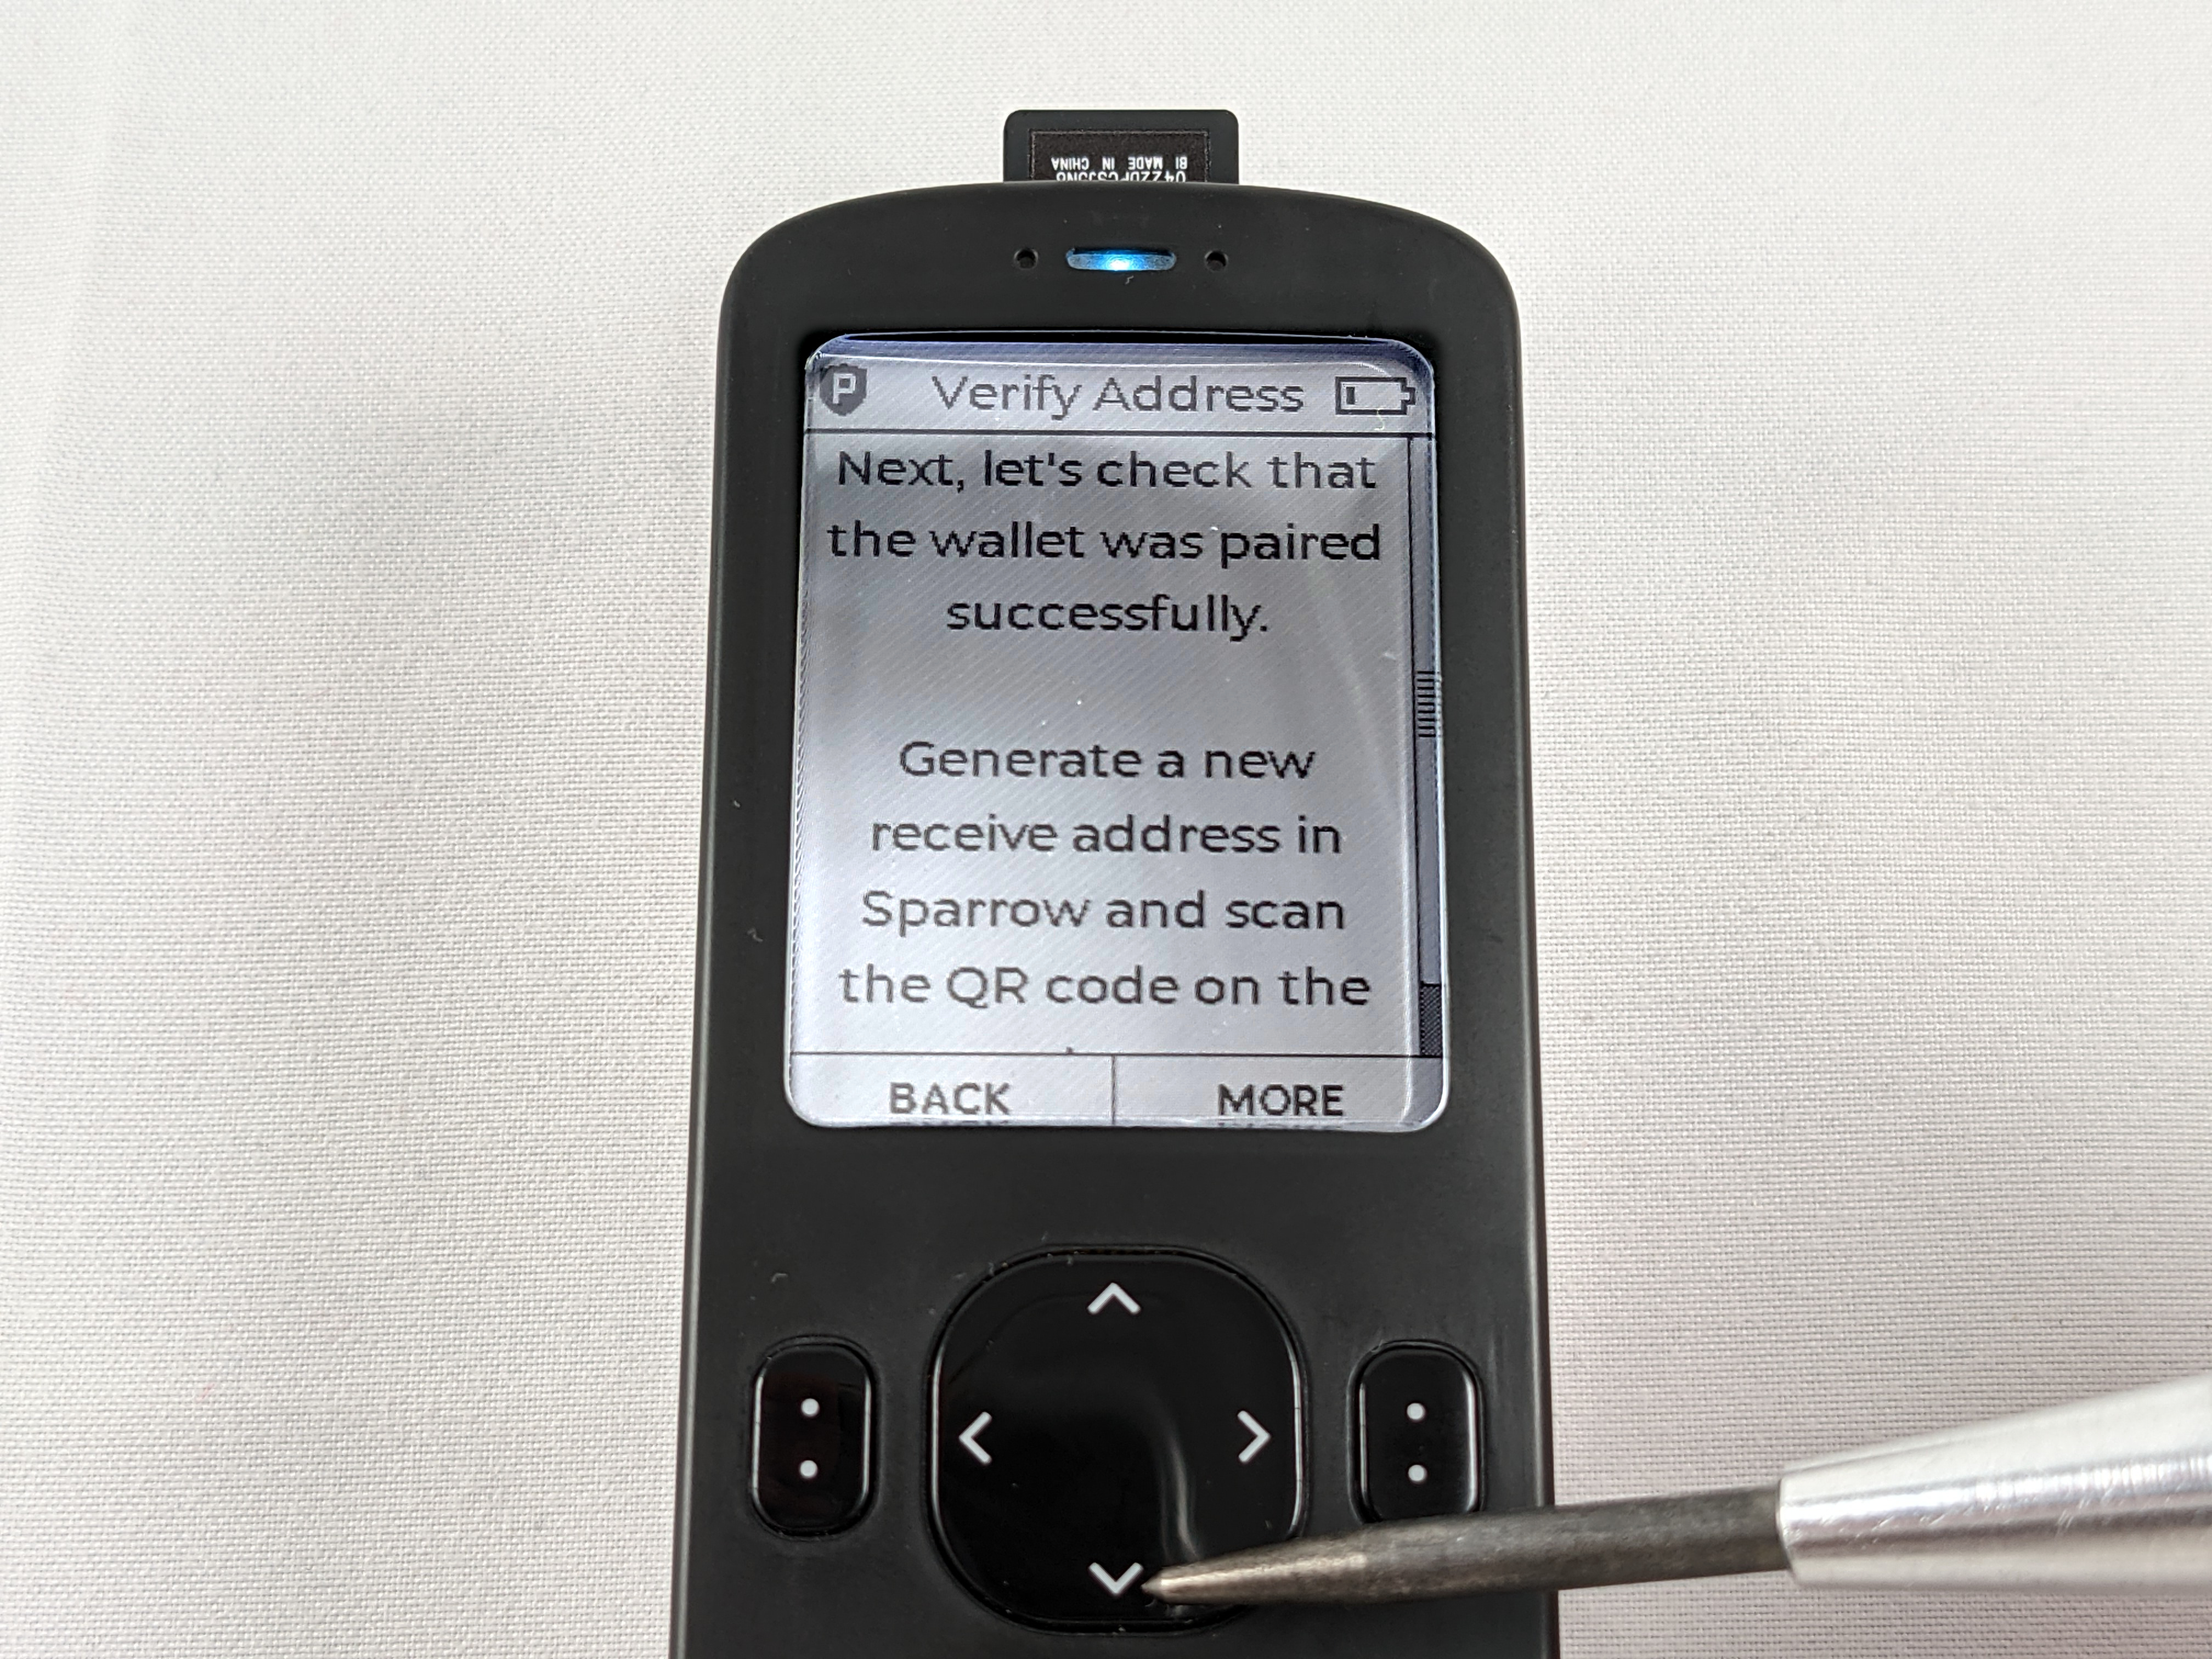 BI MADE IN CHINA
P Verify Address
Next, let's check that
the wallet was paired
successfully.
Generate a new
receive address in
Sparrow and scan
the QR code on the
BACK
MORE